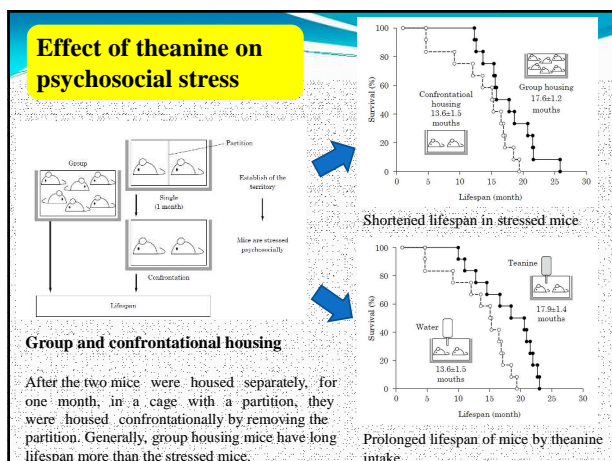 Effect of theanine on
psychosocial stress
Group
Partition
Single
(1 month)
Establish of the
territory
Mice are stressed
psychosocially
Confrontation
Lifespan
Group and confrontational housing
After the two mice were housed separately, for
one month, in a cage with a partition, they
were housed confrontationally by removing the
partition. Generally, group housing mice have long
lifespan more than the stressed mice.
100
80
60
40
20
0
Survival (%)
Confrontatioal
housing
13.6±1.5
mouths
Group housing
17.6±1.2
mouths
0 5 10 15 20 25 30
Lifespan (month)
Shortened lifespan in stressed mice
100
80
60
40
20
0
Survival (%)
Teanine
17.9±1.4
mouths
Water
13.6±1.5
mouths
0 5 10 15 20 25 30
Lifespan (month)
Prolonged lifespan of mice by theanine
intake